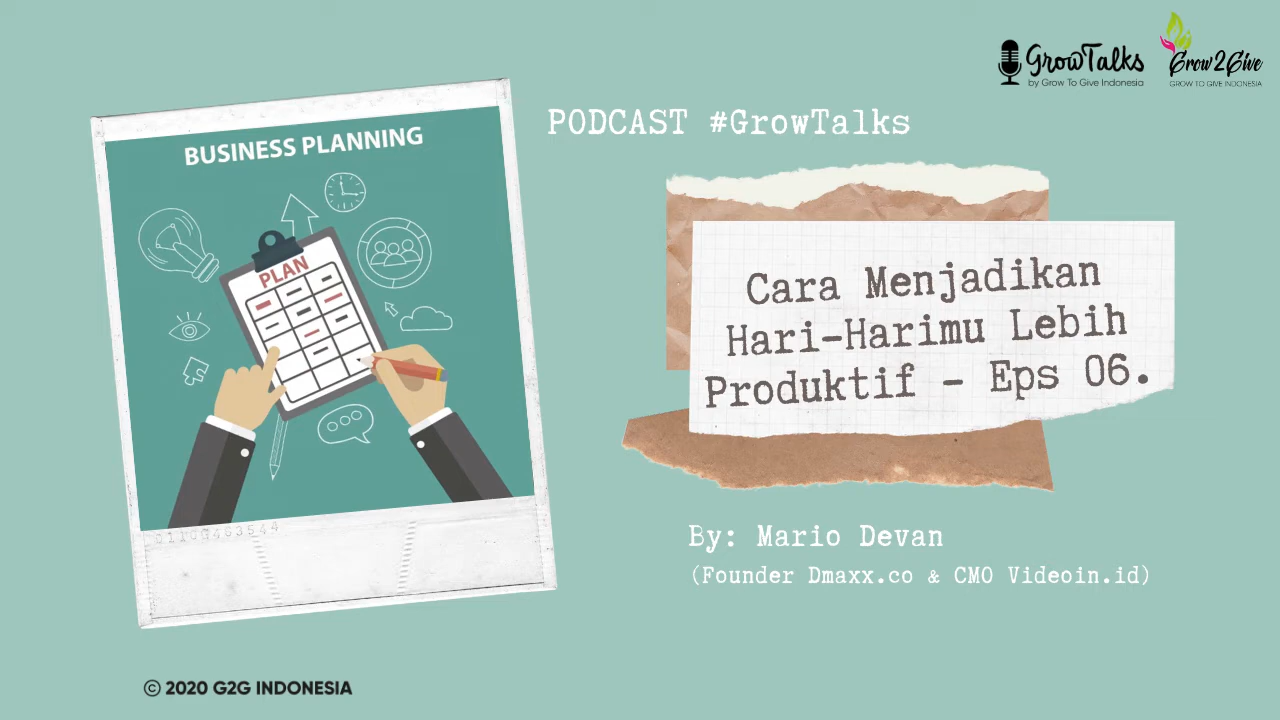 GrowTalks
by Grow To Give Indonesia
Grow2Give
GROW TO GIVE INDONESIA
PODCAST #GrowTalks
BUSINESS PLANNING
PLAN
Cara Menjadikan
Hari-Harimu Lebih
Produktif - Eps 06.
By: Mario Devan
(Founder Dmaxx.co & CMO Videoin.id)
© 2020 G2G INDONESIA